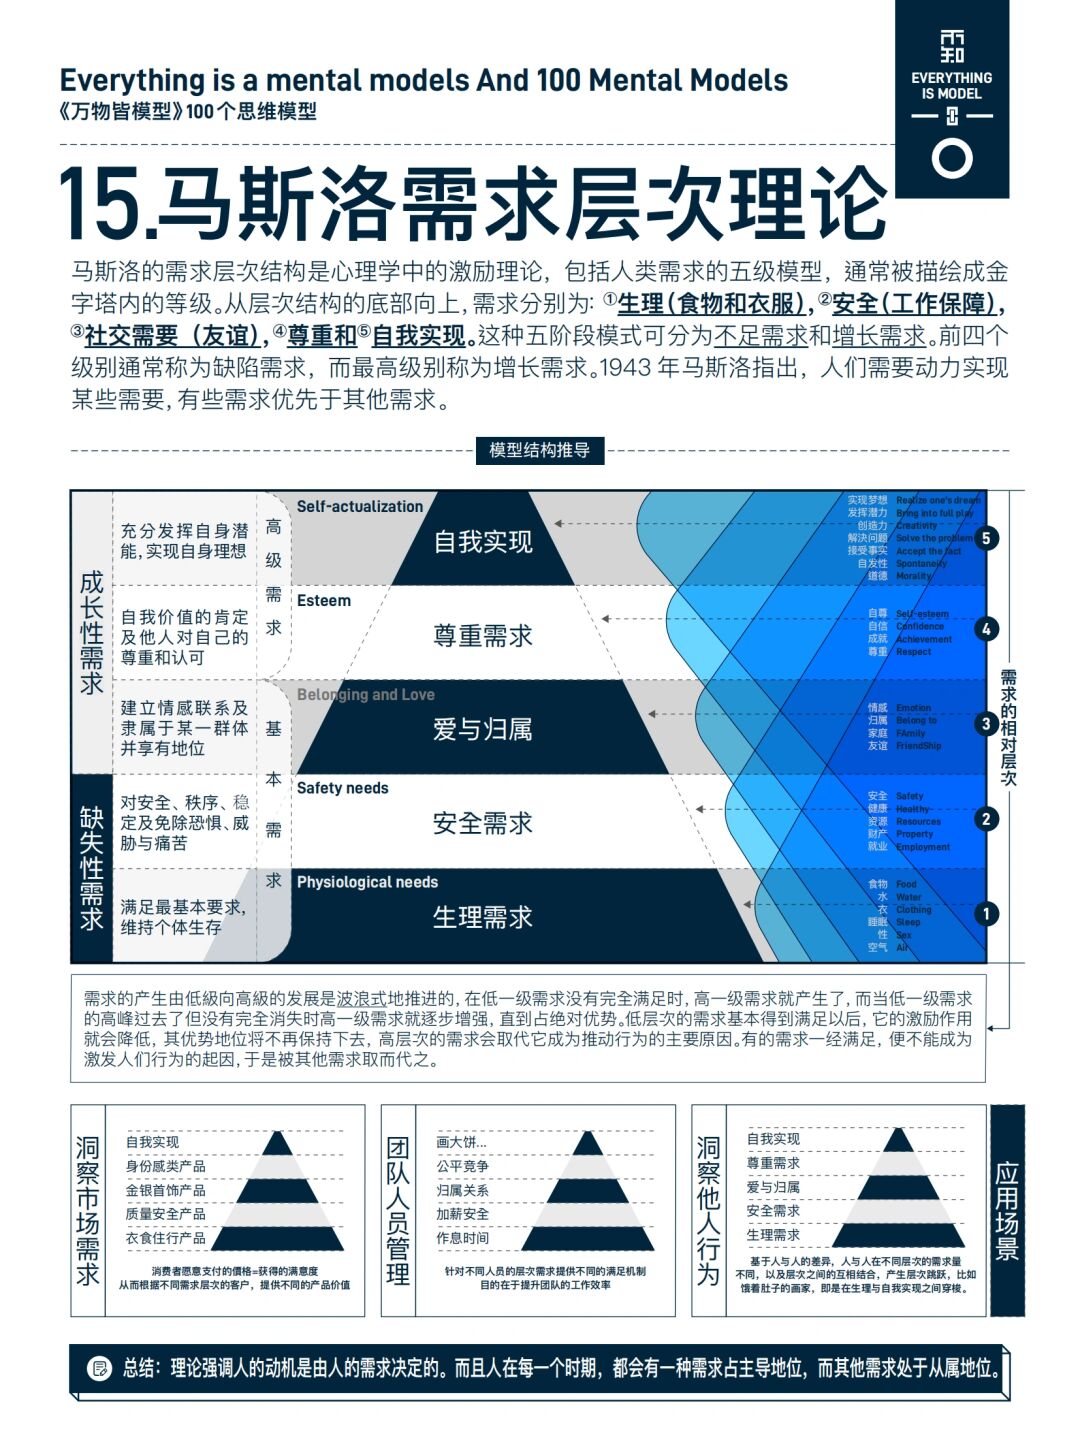 Everything is a mental models And 100 Mental Models
《万物皆模型》100个思维模型
雨知
EVERYTHING
IS MODEL
15.马斯洛需求层次理论
马斯洛的需求层次结构是心理学中的激励理论，包括人类需求的五级模型，通常被描绘成金
字塔内的等级。从层次结构的底部向上,需求分别为: ①生理(食物和衣服), ②安全(工作保障),
③社交需要（友谊）, ④尊重和⑤自我实现。这种五阶段模式可分为不足需求和增长需求。前四个
级别通常称为缺陷需求，而最高级别称为增长需求。1943 年马斯洛指出，人们需要动力实现
某些需要, 有些需求优先于其他需求。
模型结构推导
成长性需求
缺失性需求
充分发挥自身潜
能, 实现自身理想
自我价值的肯定
及他人对自己的
尊重和认可
建立情感联系及
隶属于某一群体
并享有地位
对安全、秩序、稳
定及免除恐惧、威
胁与痛苦
满足最基本要求,
维持个体生存
高级需求
基本需求
Self-actualization
自我实现
Esteem
尊重需求
Belonging and Love
爱与归属
Safety needs
安全需求
Physiological needs
生理需求
实现梦想 Realize one's dream
发挥潜力 Bring into full play
创造力 Creativity
解决问题 Solve the problem
接受事实 Accept the fact
自发性 Spontaneity
道德 Morality
5
自尊 Self-esteem
自信 Confidence
成就 Achievement
尊重 Respect
4
情感 Emotion
归属 Belong to
家庭 FAmily
友谊 FriendShip
3
安全 Safety
健康 Healthy
资源 Resources
财产 Property
就业 Employment
2
食物 Food
水 Water
衣 Clothing
睡眠 Sleep
性 Sex
空气 Air
1
需求的相对层次
需求的产生由低級向高級的发展是波浪式地推进的, 在低一级需求没有完全满足时, 高一级需求就产生了, 而当低一级需求
的高峰过去了但没有完全消失时高一级需求就逐步增强, 直到占绝对优势。低层次的需求基本得到满足以后, 它的激励作用
就会降低, 其优势地位将不再保持下去, 高层次的需求会取代它成为推动行为的主要原因。有的需求一经满足, 便不能成为
激发人们行为的起因, 于是被其他需求取而代之。
洞察市场需求
自我实现
身份感类产品
金银首饰产品
质量安全产品
衣食住行产品
消费者愿意支付的價格=获得的满意度
从而根据不同需求层次的客户，提供不同的产品价值
团队人员管理
画大饼...
公平竞争
归属关系
加薪安全
作息时间
针对不同人员的层次需求提供不同的满足机制
目的在于提升团队的工作效率
洞察他人行为
自我实现
尊重需求
爱与归属
安全需求
生理需求
基于人与人的差异，人与人在不同层次的需求量
不同，以及层次之间的互相结合，产生层次跳跃，比如
饿着肚子的画家，即是在生理与自我实现之间穿梭。
应用场景
总结：理论强调人的动机是由人的需求决定的。而且人在每一个时期，都会有一种需求占主导地位，而其他需求处于从属地位。